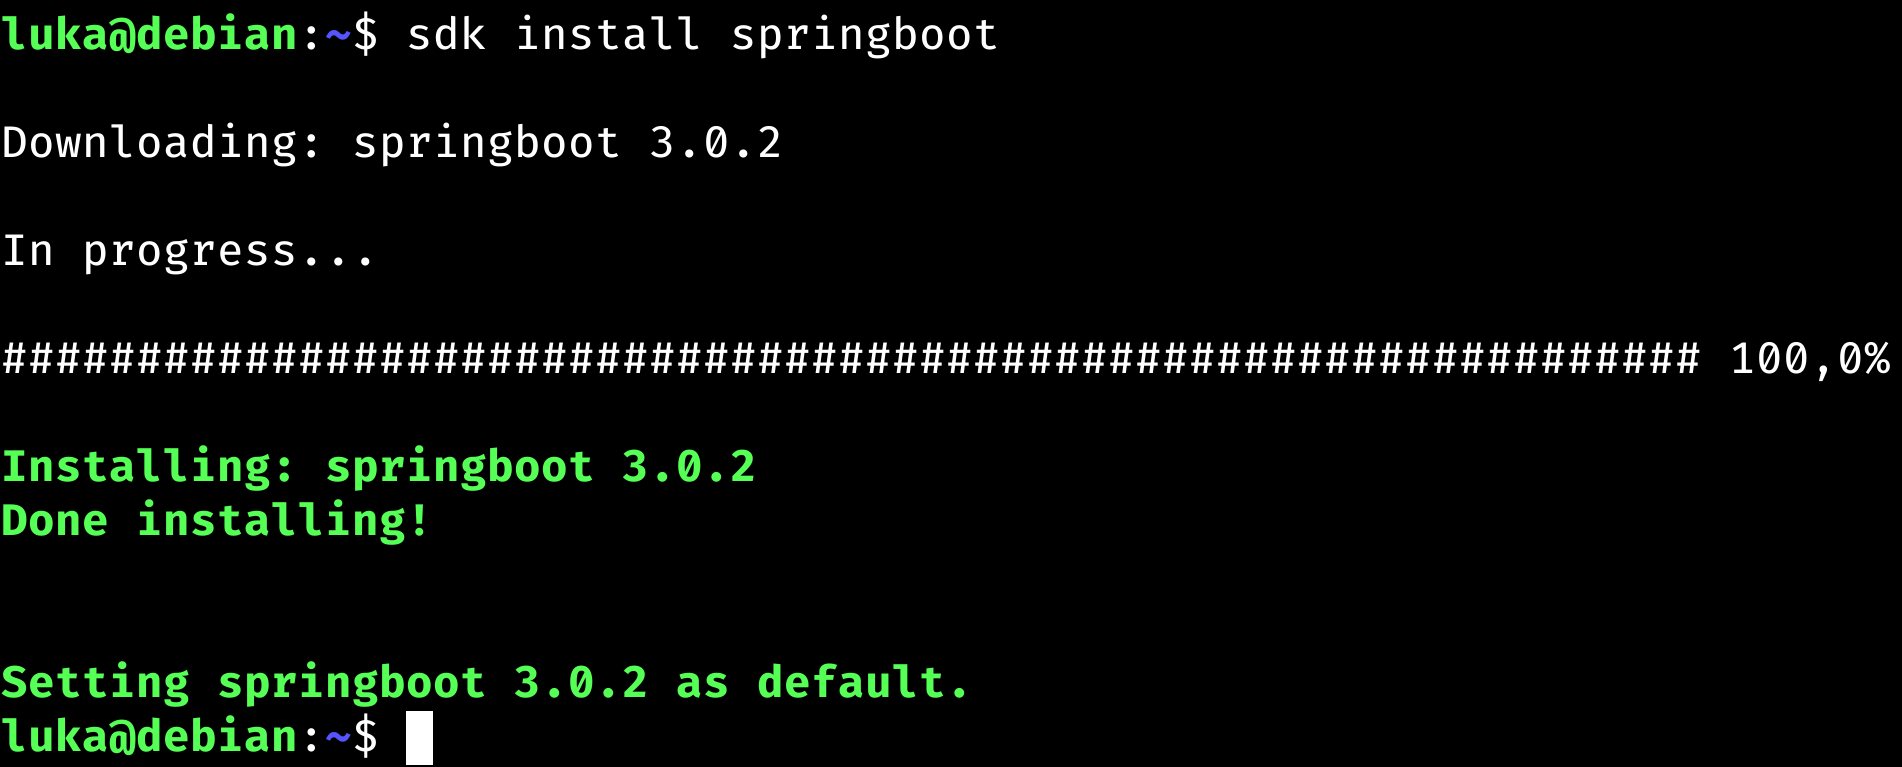 luka@debian:~$ sdk install springboot
Downloading: springboot 3.0.2
In progress...
############################################################### 100,0%
Installing: springboot 3.0.2
Done installing!
Setting springboot 3.0.2 as default.
luka@debian:~$